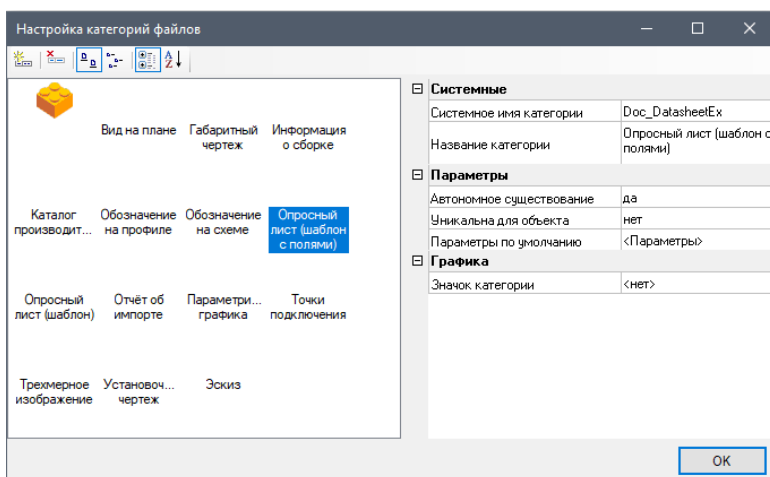 Настройка категорий файлов
Вид на плане
Габаритный
чертеж
Информация
о сборке
Каталог
производит...
Обозначение
на профиле
Обозначение
на схеме
Опросный
лист (шаблон
с полями)
Опросный
лист (шаблон)
Отчёт об
импорте
Параметри...
графика
Точки
подключения
Трехмерное
изображение
Установоч...
чертеж
Эскиз
Системные
Системное имя категории Doc_DatasheetEx
Название категории Опросный лист (шаблон с
полями)
Параметры
Автономное существование да
Уникальна для объекта нет
Параметры по умолчанию <Параметры>
Графика
Значок категории <нет>
OK